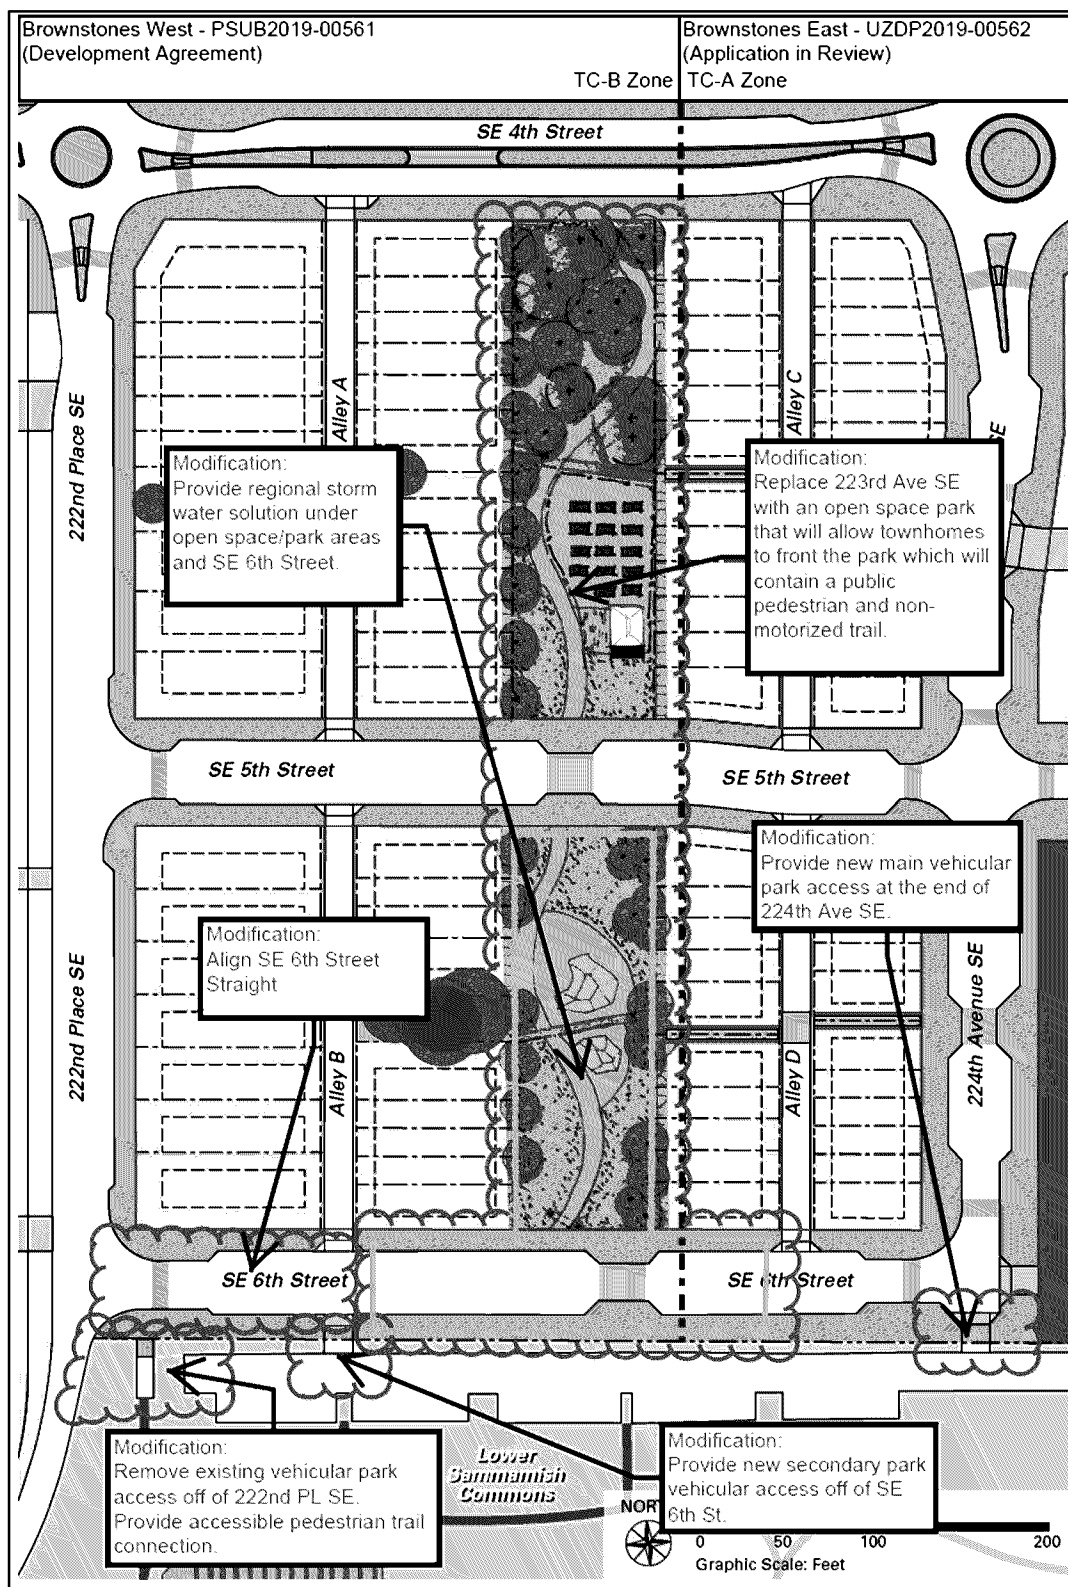 Brownstones West - PSUB2019-00561
(Development Agreement)
TC-B Zone
Brownstones East - UZDP2019-00562
(Application in Review)
TC-A Zone
SE 4th Street
222nd Place SE
Alley A
Alley C
SE
Modification:
Provide regional storm
water solution under
open space/park areas
and SE 6th Street.
Modification:
Replace 223rd Ave SE
with an open space park
that will allow townhomes
to front the park which will
contain a public
pedestrian and non-
motorized trail.
SE 5th Street
SE 5th Street
Modification:
Provide new main vehicular
park access at the end of
224th Ave SE.
Modification:
Align SE 6th Street
Straight
222nd Place SE
Alley B
Alley D
224th Avenue SE
SE 6th Street
SE 6th Street
Modification:
Remove existing vehicular park
access off of 222nd PL SE.
Provide accessible pedestrian trail
connection.
Lower
Sammamish
Commons
Modification:
Provide new secondary park
vehicular access off of SE
6th St.
0 50 100 200
Graphic Scale: Feet